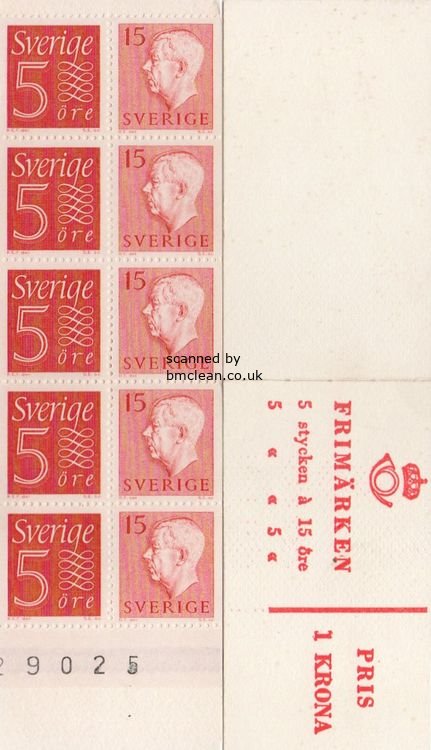 Sverige
5
öre
15
SVERIGE
Sverige
5
öre
15
SVERIGE
Sverige
5
öre
15
SVERIGE
Sverige
5
öre
15
SVERIGE
Sverige
5
öre
15
SVERIGE
29025
scanned by
bmclean.co.uk
FRIMÄRKEN
5 stycken à 15 öre
5 « à 5 «
PRIS
1 KRONA